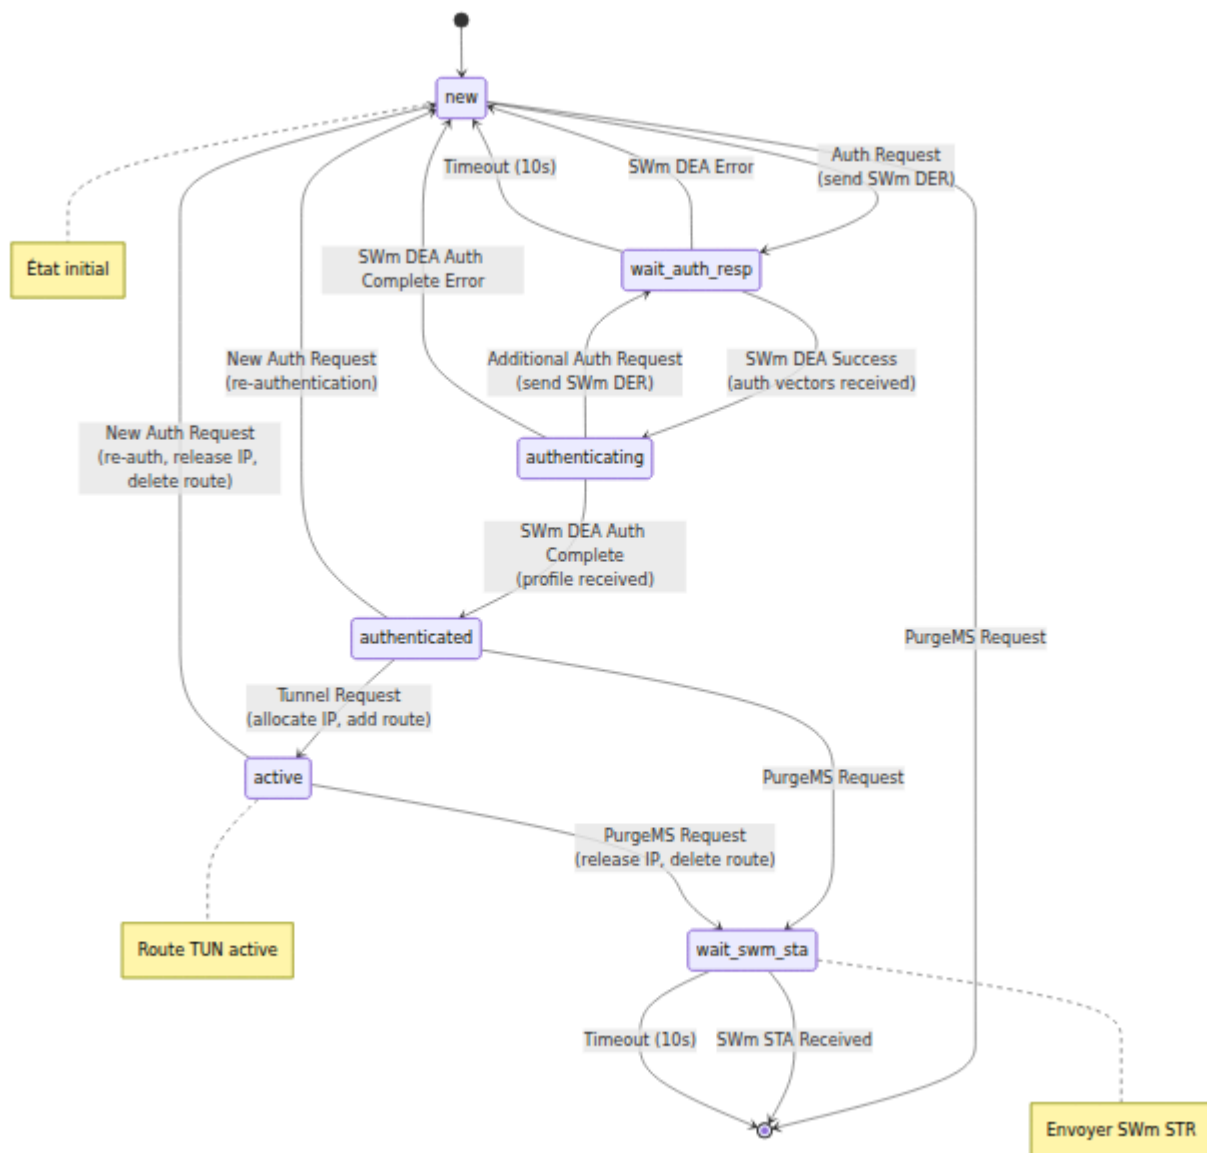 new
Timeout (10s)
SWm DEA Error
Auth Request
(send SWm DER)
État initial
SWm DEA Auth
Complete Error
wait_auth_resp
New Auth Request
(re-authentication)
Additional Auth Request
(send SWm DER)
SWm DEA Success
(auth vectors received)
New Auth Request
(re-auth, release IP,
delete route)
authenticating
SWm DEA Auth
Complete
(profile received)
authenticated
PurgeMS Request
Tunnel Request
(allocate IP, add route)
active
PurgeMS Request
PurgeMS Request
(release IP, delete route)
Route TUN active
wait_swm_sta
Timeout (10s)
SWm STA Received
Envoyer SWm STR